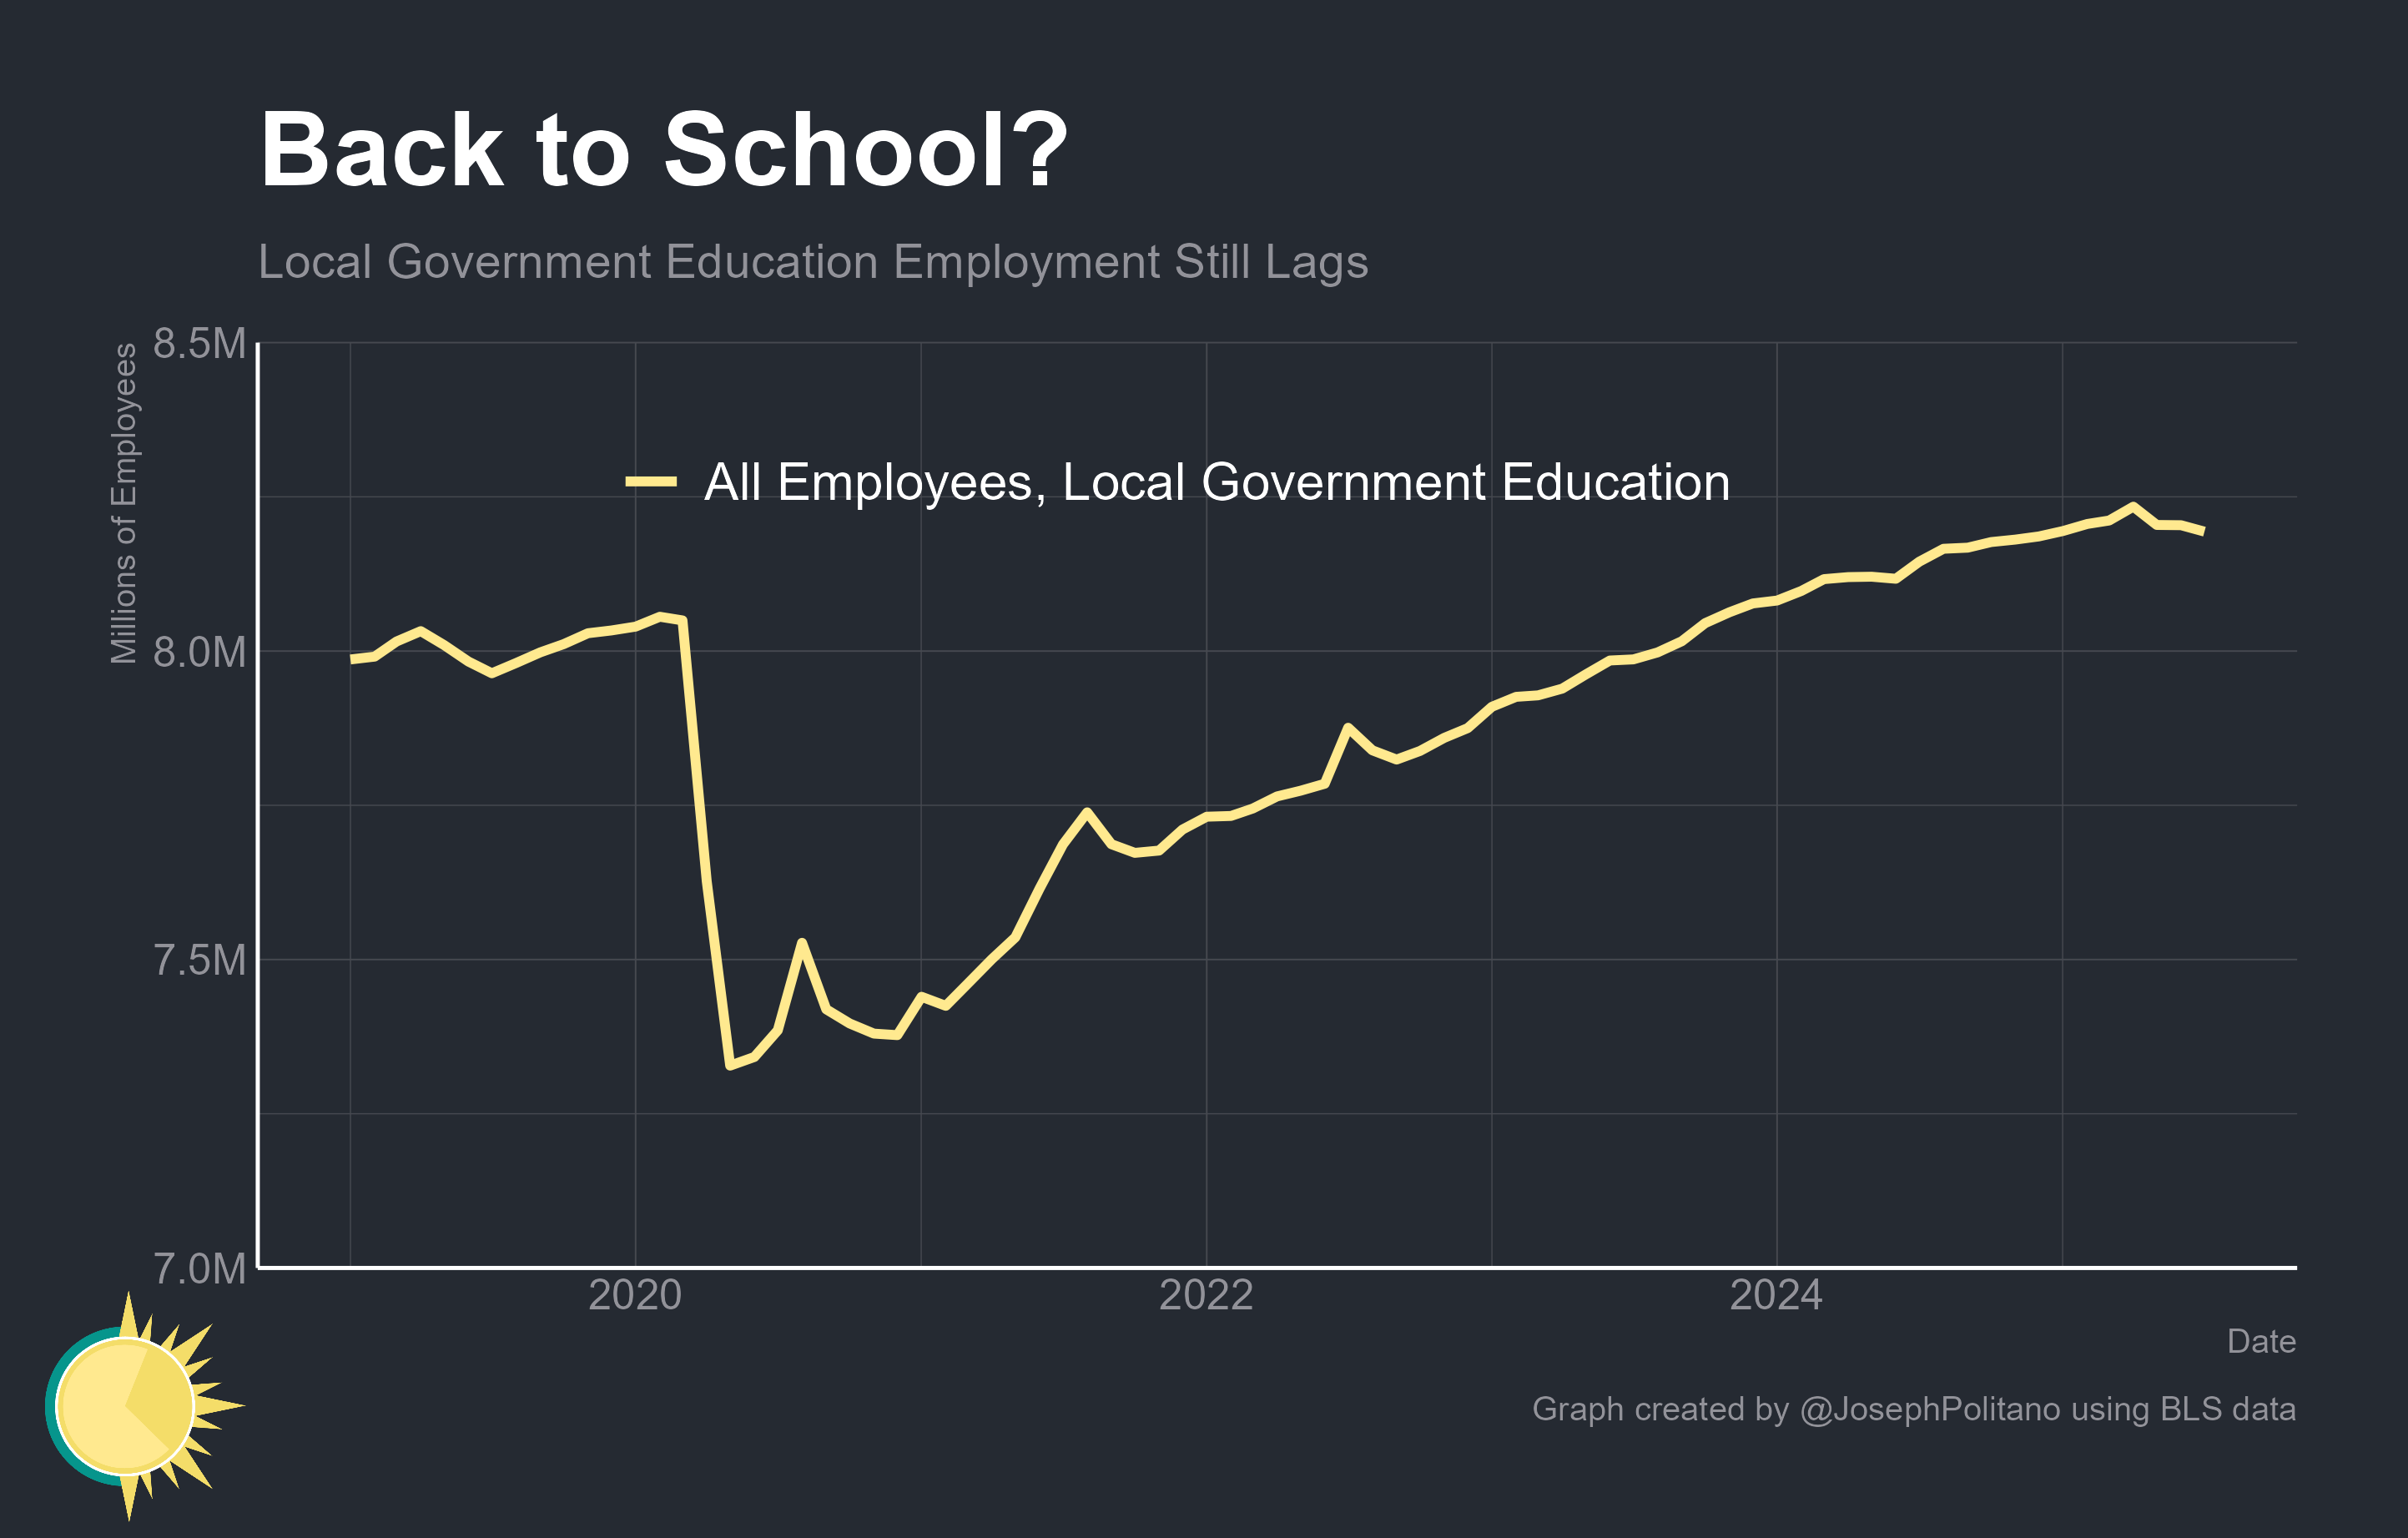 Back to School?
Local Government Education Employment Still Lags
Millions of Employees
8.5M
8.0M
7.5M
7.0M
All Employees, Local Government Education
2020
2022
2024
Date
Graph created by @JosephPolitano using BLS data